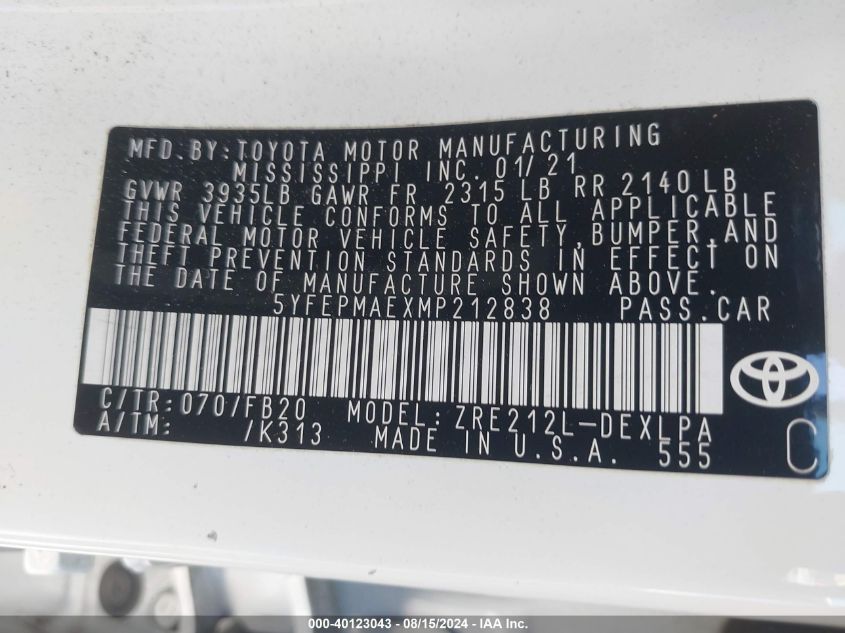 MFD.BY:TOYOTA MOTOR MANUFACTURING
MISSISSIPPI INC. 01/21
GVWR 3935LB GAWR FR 2315 LB RR 2140LB
THIS VEHICLE CONFORMS TO ALL APPLICABLE
FEDERAL MOTOR VEHICLE SAFETY,BUMPER,AND
THEFT PREVENTION STANDARDS IN EFFECT ON
THE DATE OF MANUFACTURE SHOWN ABOVE.
5YFEPMAEXMP212838 PASS.CAR
C/TR:070/FB20 MODEL:ZRE212L-DEXLPA
A/TM: /K313 MADE IN U.S.A. 555
C
000-40123043 - 08/15/2024 - IAA Inc.